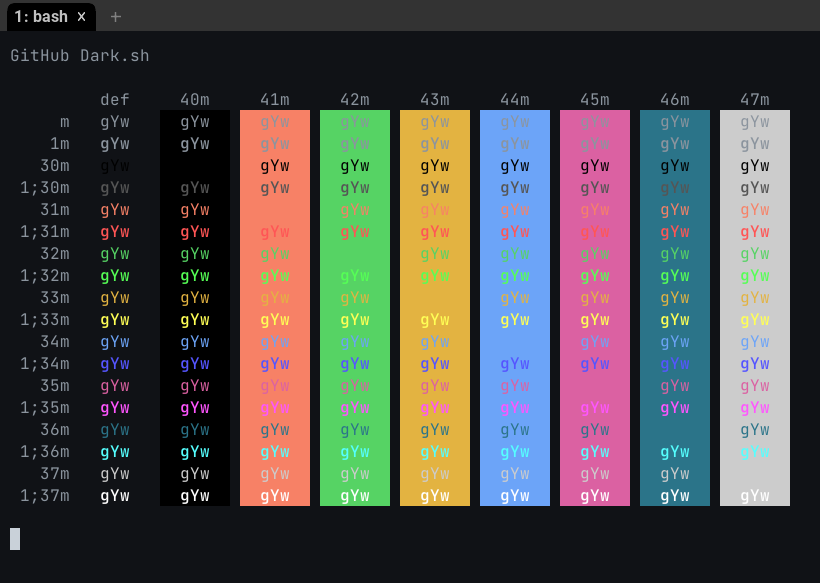 1: bash × +
GitHub Dark.sh
def 40m 41m 42m 43m 44m 45m 46m 47m
m gYw gYw gYw gYw gYw gYw gYw gYw gYw
1m gYw gYw gYw gYw gYw gYw gYw gYw gYw
30m gYw gYw gYw gYw gYw gYw gYw gYw
1;30m gYw gYw gYw gYw gYw gYw gYw gYw gYw
31m gYw gYw gYw gYw gYw gYw gYw gYw
1;31m gYw gYw gYw gYw gYw gYw gYw gYw gYw
32m gYw gYw gYw gYw gYw gYw gYw gYw
1;32m gYw gYw gYw gYw gYw gYw gYw gYw gYw
33m gYw gYw gYw gYw gYw gYw gYw gYw
1;33m gYw gYw gYw gYw gYw gYw gYw gYw gYw
34m gYw gYw gYw gYw gYw gYw gYw gYw
1;34m gYw gYw gYw gYw gYw gYw gYw gYw gYw
35m gYw gYw gYw gYw gYw gYw gYw gYw
1;35m gYw gYw gYw gYw gYw gYw gYw gYw gYw
36m gYw gYw gYw gYw gYw gYw gYw gYw
1;36m gYw gYw gYw gYw gYw gYw gYw gYw gYw
37m gYw gYw gYw gYw gYw gYw gYw gYw
1;37m gYw gYw gYw gYw gYw gYw gYw gYw gYw